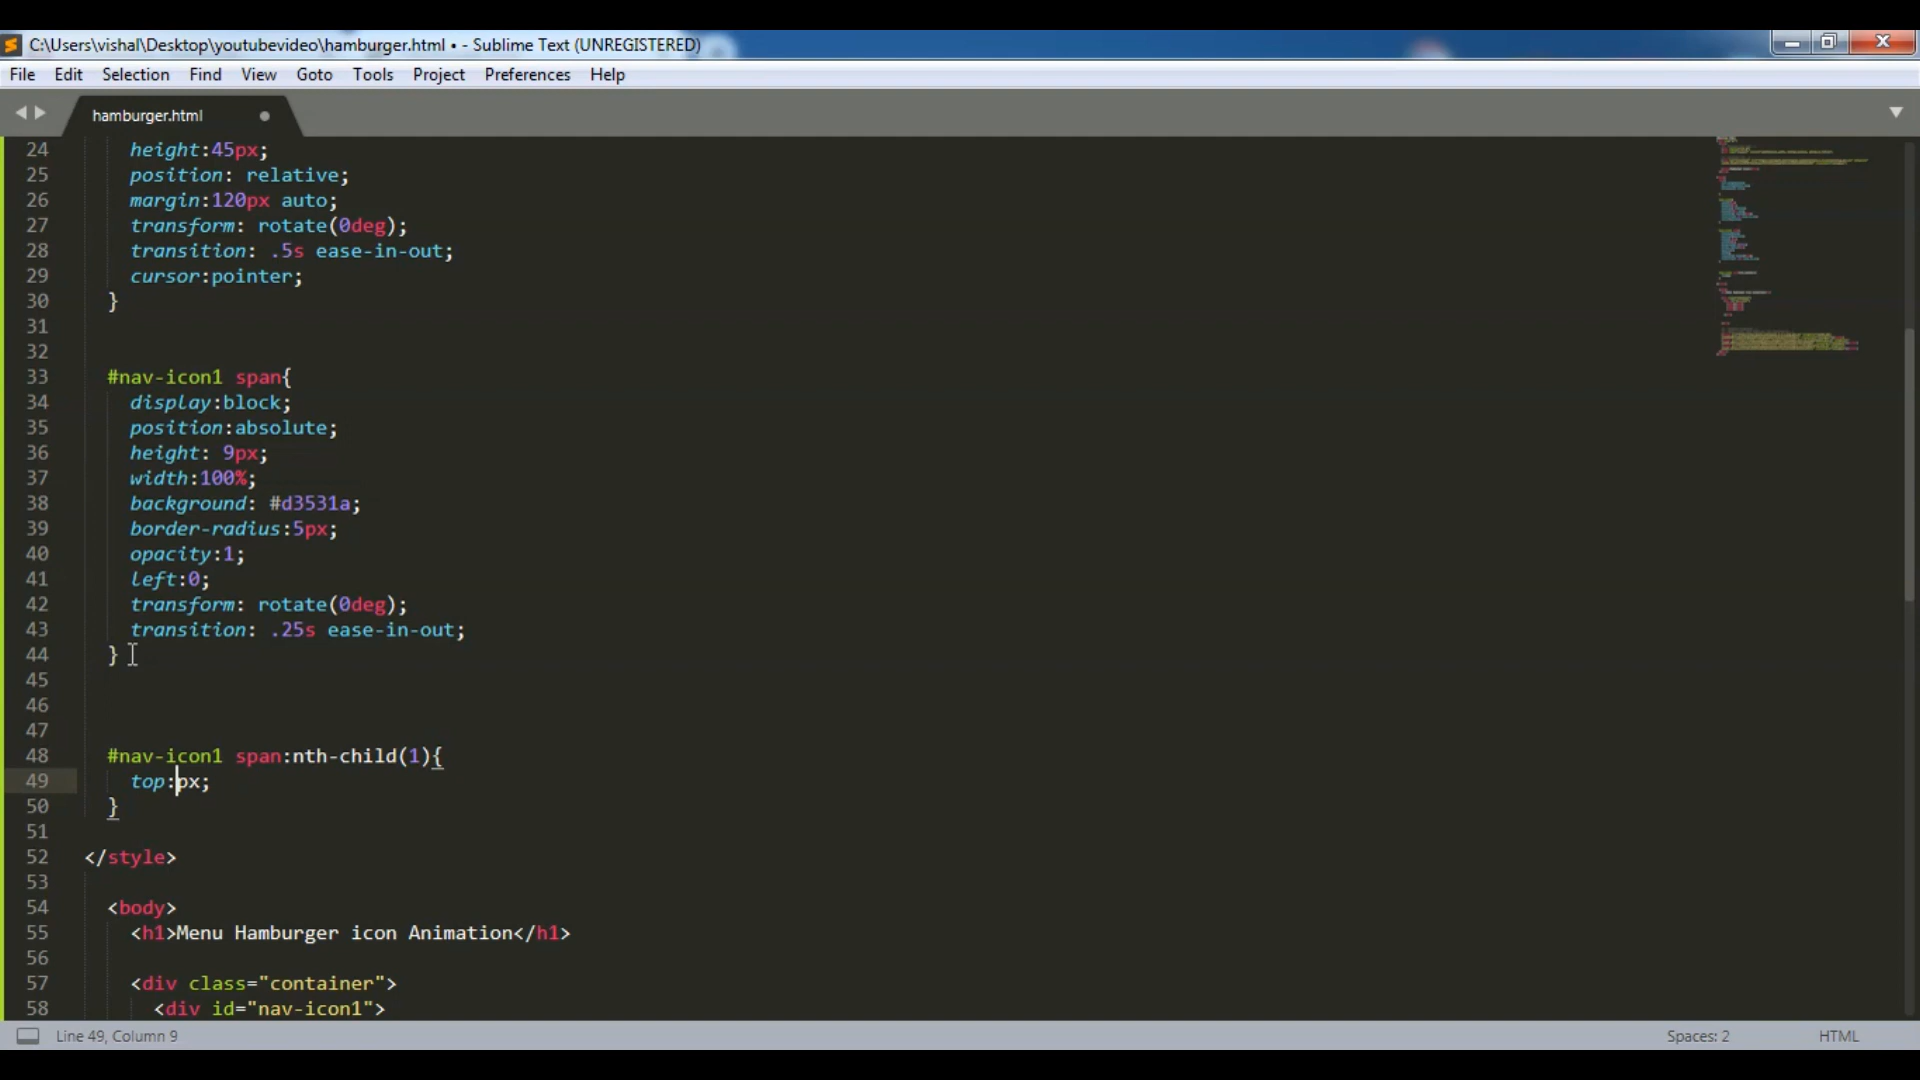 C:\Users\vishal\Desktop\youtubevideo\hamburger.html • - Sublime Text (UNREGISTERED)
File Edit Selection Find View Goto Tools Project Preferences Help
hamburger.html
24 height:45px;
25 position: relative;
26 margin:120px auto;
27 transform: rotate(0deg);
28 transition: .5s ease-in-out;
29 cursor:pointer;
30 }
31
32
33 #nav-icon1 span{
34 display:block;
35 position:absolute;
36 height: 9px;
37 width:100%;
38 background: #d3531a;
39 border-radius:5px;
40 opacity:1;
41 left:0;
42 transform: rotate(0deg);
43 transition: .25s ease-in-out;
44 }
45
46
47
48 #nav-icon1 span:nth-child(1){
49 top:px;
50 }
51
52 </style>
53
54 <body>
55 <h1>Menu Hamburger icon Animation</h1>
56
57 <div class="container">
58 <div id="nav-icon1">
Line 49, Column 9 Spaces: 2 HTML